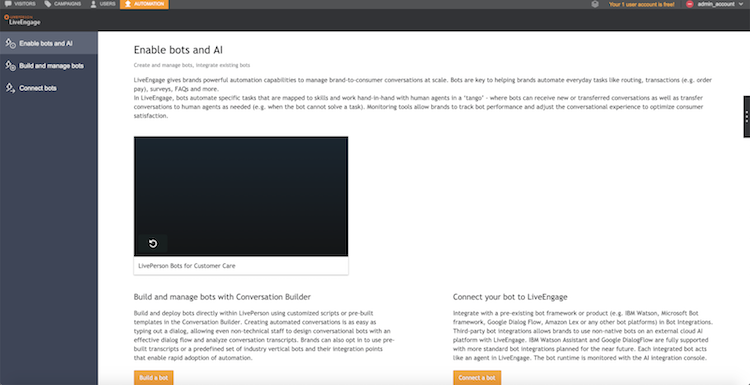 VISITORS CAMPAIGNS USERS AUTOMATION Your 1 user account is free! admin_account
LIVEPERSON
LiveEngage
Enable bots and AI
Build and manage bots
Connect bots
Enable bots and AI
Create and manage bots, integrate existing bots
LiveEngage gives brands powerful automation capabilities to manage brand-to-consumer conversations at scale. Bots are key to helping brands automate everyday tasks like routing, transactions (e.g. order
pay), surveys, FAQs and more.
In LiveEngage, bots automate specific tasks that are mapped to skills and work hand-in-hand with human agents in a 'tango' - where bots can receive new or transferred conversations as well as transfer
conversations to human agents as needed (e.g. when the bot cannot solve a task). Monitoring tools allow brands to track bot performance and adjust the conversational experience to optimize consumer
satisfaction.
LivePerson Bots for Customer Care
Build and manage bots with Conversation Builder
Build and deploy bots directly within LivePerson using customized scripts or pre-built
templates in the Conversation Builder. Creating automated conversations is as easy as
typing out a dialog, allowing even non-technical staff to design conversational bots with an
effective dialog flow and analyze conversation transcripts. Brands can also opt in to use pre-
built transcripts or a predefined set of industry vertical bots and their integration points
that enable rapid adoption of automation.
Build a bot
Connect your bot to LiveEngage
Integrate with a pre-existing bot framework or product (e.g. IBM Watson, Microsoft Bot
framework, Google Dialog Flow, Amazon Lex or any other bot platforms) in Bot Integrations.
Third-party bot integrations allows brands to use non-native bots on an external cloud AI
platform with LiveEngage. IBM Watson Assistant and Google DialogFlow are fully supported
with more standard bot integrations planned for the near future. Each integrated bot acts
like an agent in LiveEngage. The bot runtime is monitored with the AI integration console.
Connect a bot